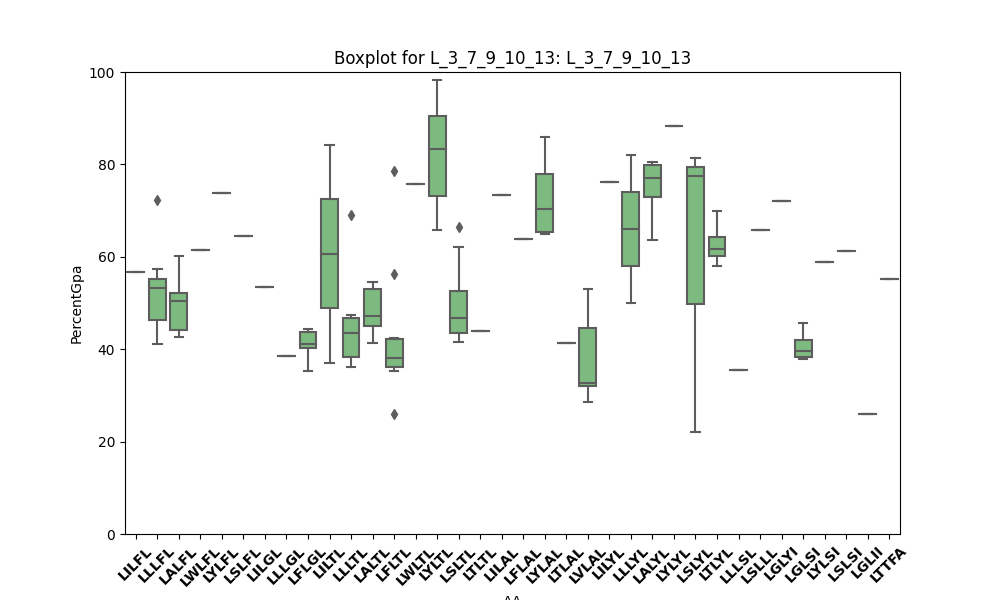 Boxplot for L_3_7_9_10_13: L_3_7_9_10_13
PercentGpa
100
80
60
40
20
0
LILFL LLLFL LALFL LWLFL LYLFL LSLFL LILGL LLLGL LFLGL LILTL LLLTL LALTL LFLTL LWLTL LYLTL LSLTL LTLTL LILAL LFLAL LYLAL LTLAL LVLAL LILYL LLLYL LALYL LYLYL LSLYL LTLYL LLLSL LSLLL LGLYI LGLSI LYLSI LSLSI LGLII LTTFA